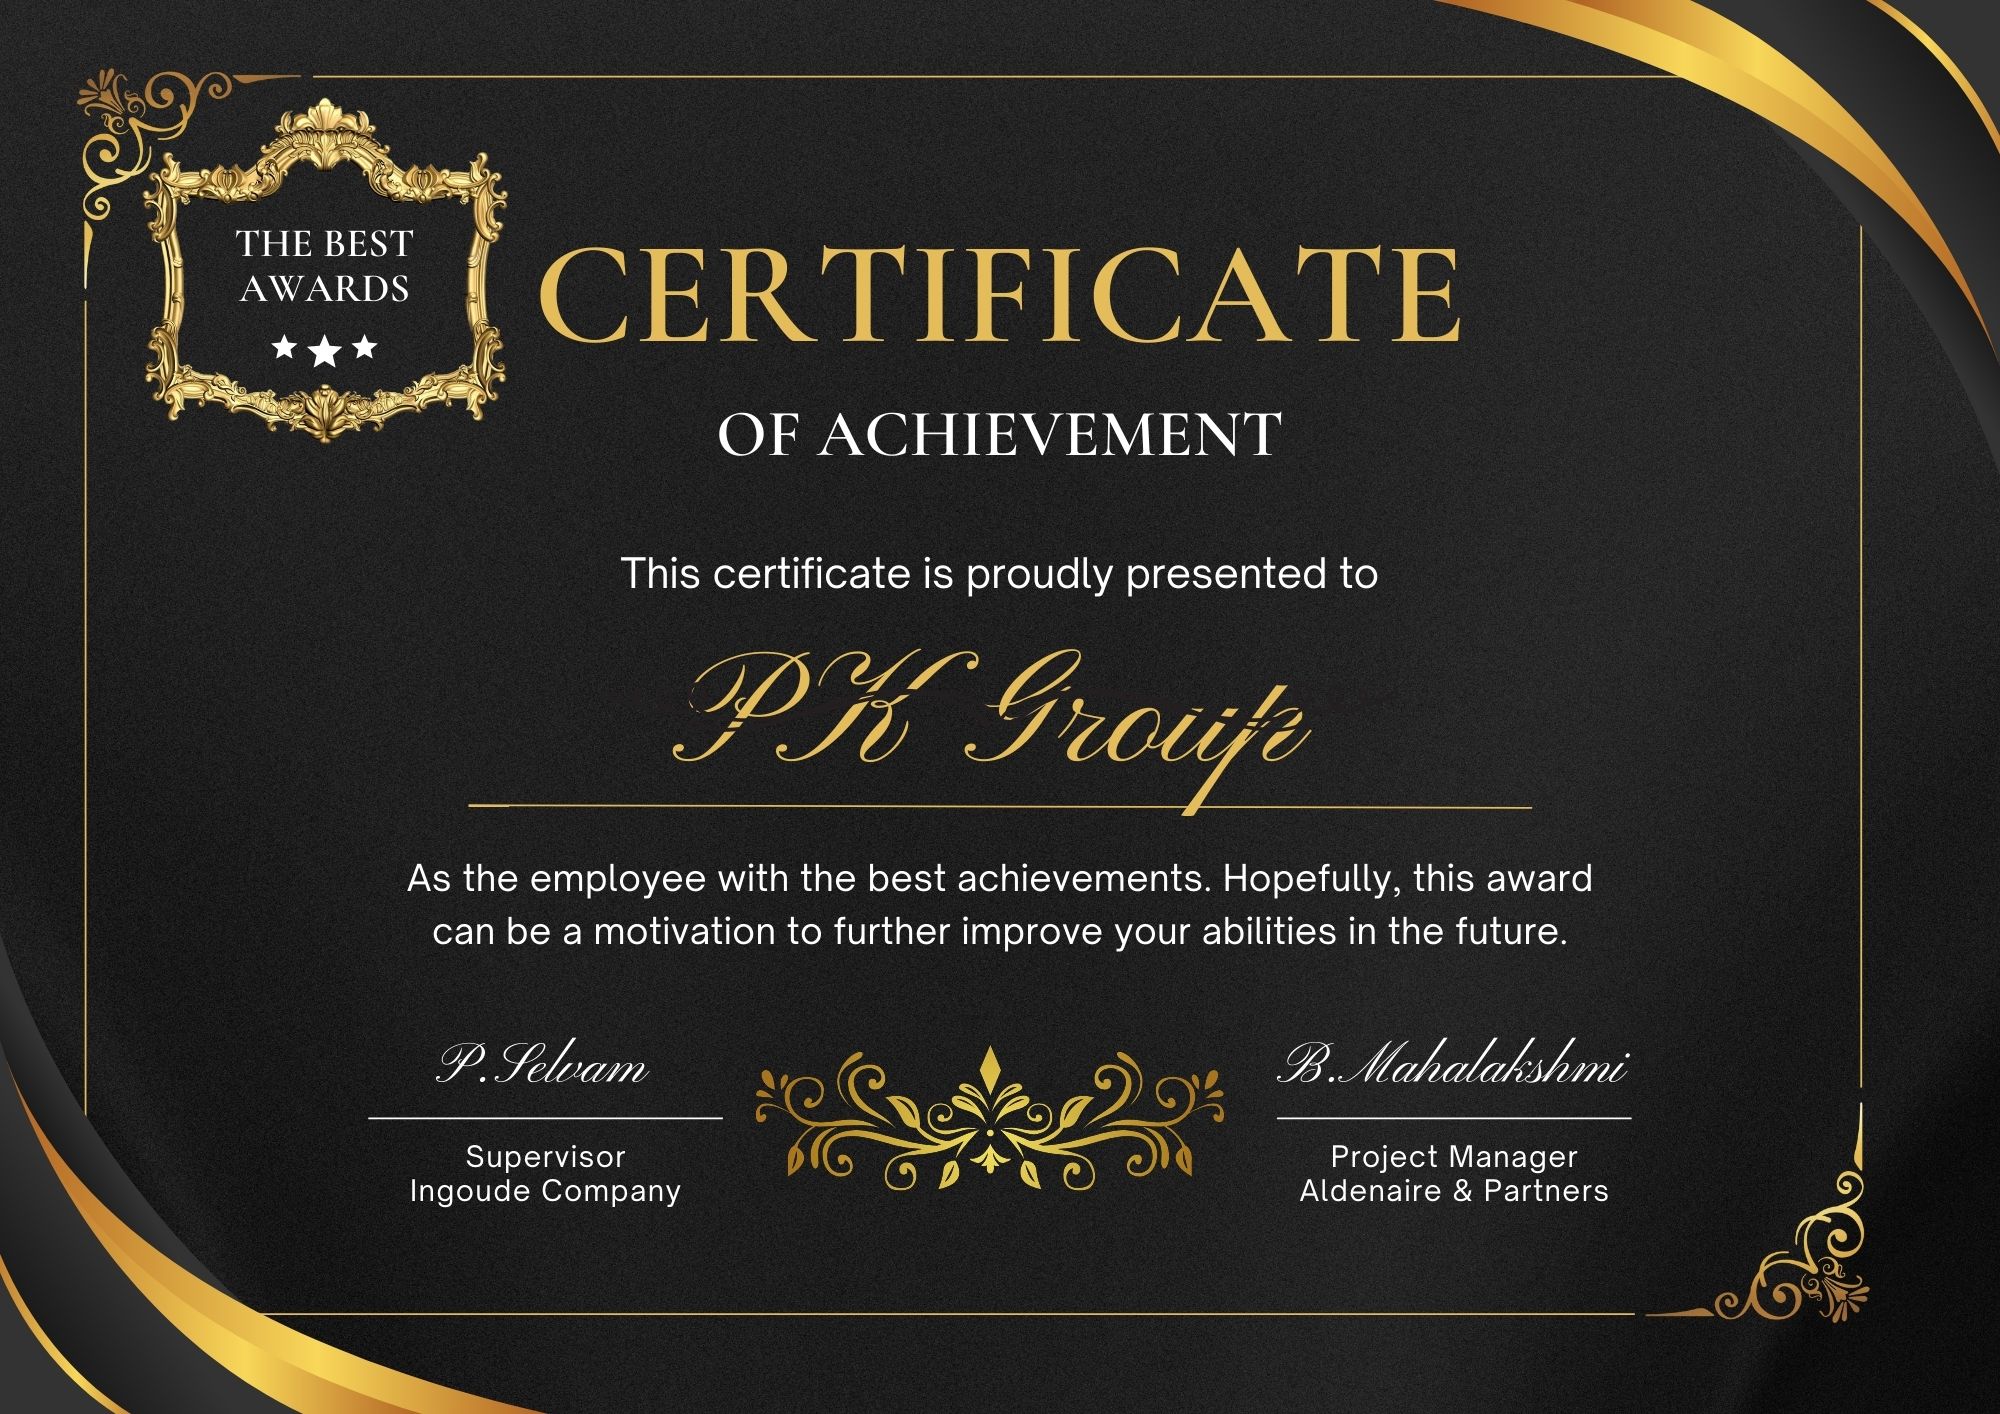 THE BEST
AWARDS
CERTIFICATE
OF ACHIEVEMENT
This certificate is proudly presented to
PK Group
As the employee with the best achievements. Hopefully, this award
can be a motivation to further improve your abilities in the future.
P.Selvam
Supervisor
Ingoude Company
B.Mahalakshmi
Project Manager
Aldenaire & Partners